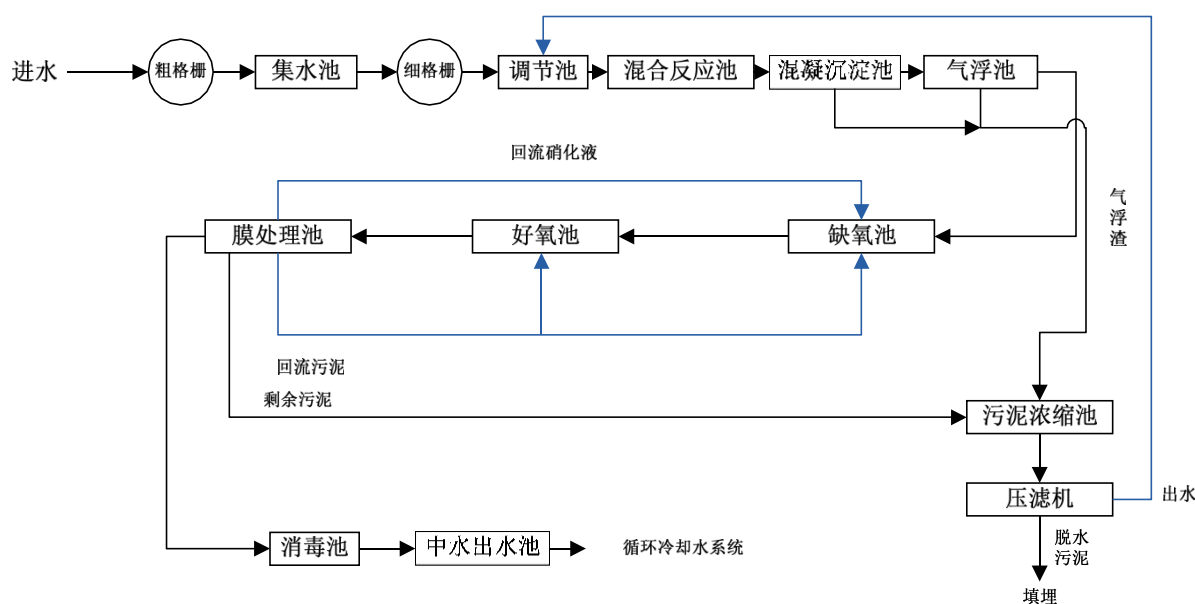 进水
粗格栅
集水池
细格栅
调节池
混合反应池
混凝沉淀池
气浮池
回流硝化液
气浮渣
膜处理池
好氧池
缺氧池
回流污泥
剩余污泥
污泥浓缩池
压滤机
出水
脱水
污泥
填埋
消毒池
中水出水池
循环冷却水系统